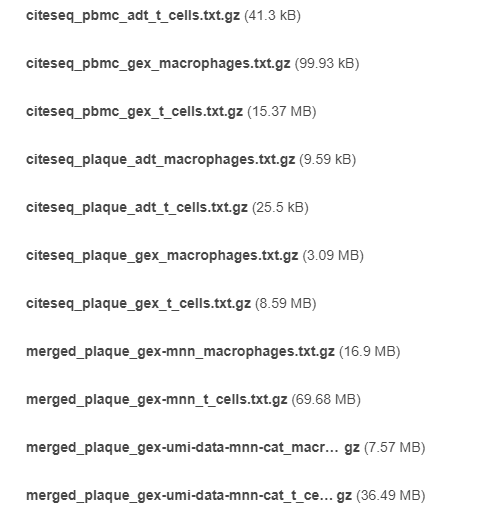 citeseq_pbmc_adt_t_cells.txt.gz (41.3 kB)
citeseq_pbmc_gex_macrophages.txt.gz (99.93 kB)
citeseq_pbmc_gex_t_cells.txt.gz (15.37 MB)
citeseq_plaque_adt_macrophages.txt.gz (9.59 kB)
citeseq_plaque_adt_t_cells.txt.gz (25.5 kB)
citeseq_plaque_gex_macrophages.txt.gz (3.09 MB)
citeseq_plaque_gex_t_cells.txt.gz (8.59 MB)
merged_plaque_gex-mnn_macrophages.txt.gz (16.9 MB)
merged_plaque_gex-mnn_t_cells.txt.gz (69.68 MB)
merged_plaque_gex-umi-data-mnn-cat_macr… gz (7.57 MB)
merged_plaque_gex-umi-data-mnn-cat_t_ce… gz (36.49 MB)